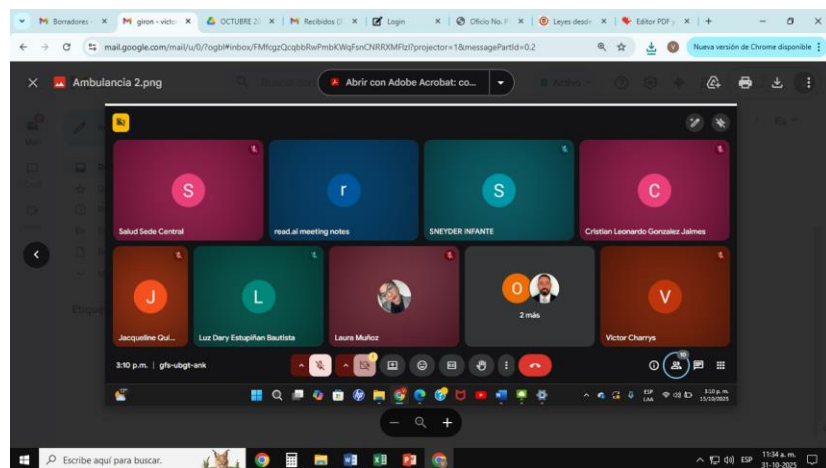 Borradores -
giron - victo
OCTUBRE 20
Recibidos (
Login
Oficio No. F
Leyes desde
Editor PDF
mail.google.com/mail/u/0/?ogbl#inbox/FMfcgzQcqbbRwPmbKWqFsnCNRRXMFlzl?projector=1&messagePartId=0.2
Nueva versión de Chrome disponible
Ambulancia 2.png
Abrir con Adobe Acrobat: co...
S
r
S
C
Salud Sede Central
read.ai meeting notes
SNEYDER INFANTE
Cristian Leonardo Gonzalez Jaimes
J
L
O
V
2 más
Jacqueline Qui...
Luz Dary Estupiñan Bautista
Laura Muñoz
Victor Charrys
3:10 p.m. | gfs-ubgt-ank
10
ESP
LAA
3:10 p. m.
15/10/2025
Escribe aquí para buscar.
ESP
11:34 a. m.
31-10-2025